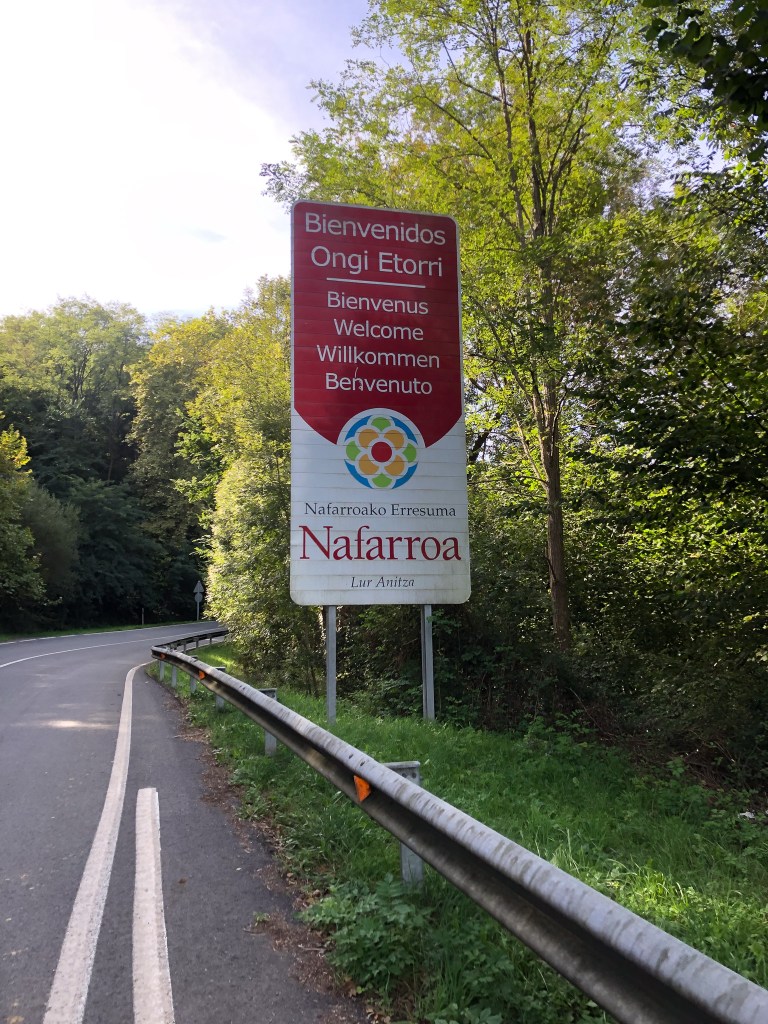 Bienvenidos
Ongi Etorri
Bienvenus
Welcome
Willkommen
Benvenuto
Nafarroako Erresuma
Nafarroa
Lur Anitza